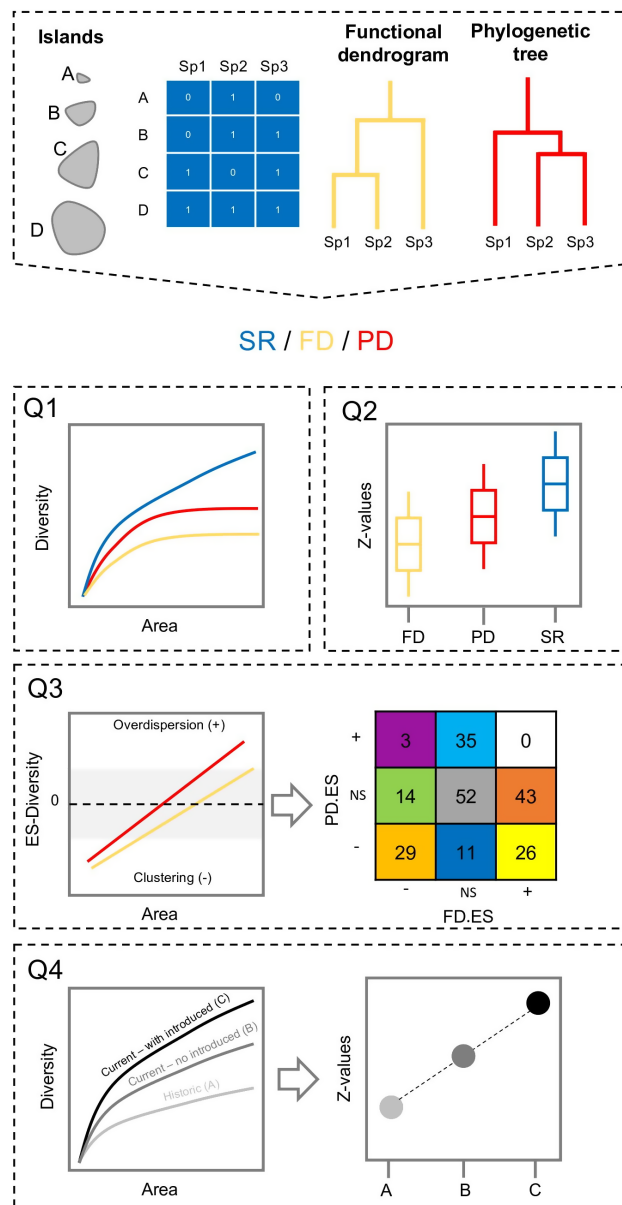 Islands
A
B
C
D
Sp1 Sp2 Sp3
A 0 1 0
B 0 1 1
C 1 0 1
D 1 1 1
Functional
dendrogram
Sp1 Sp2 Sp3
Phylogenetic
tree
Sp1 Sp2 Sp3
SR / FD / PD
Q1
Diversity
Area
Q2
Z-values
FD PD SR
Q3
Overdispersion (+)
0
ES-Diversity
Clustering (-)
Area
PD.ES
+ 3 35 0
NS 14 52 43
- 29 11 26
- NS +
FD.ES
Q4
Diversity
Current – with introduced (C)
Current – no introduced (B)
Historic (A)
Area
Z-values
A B C